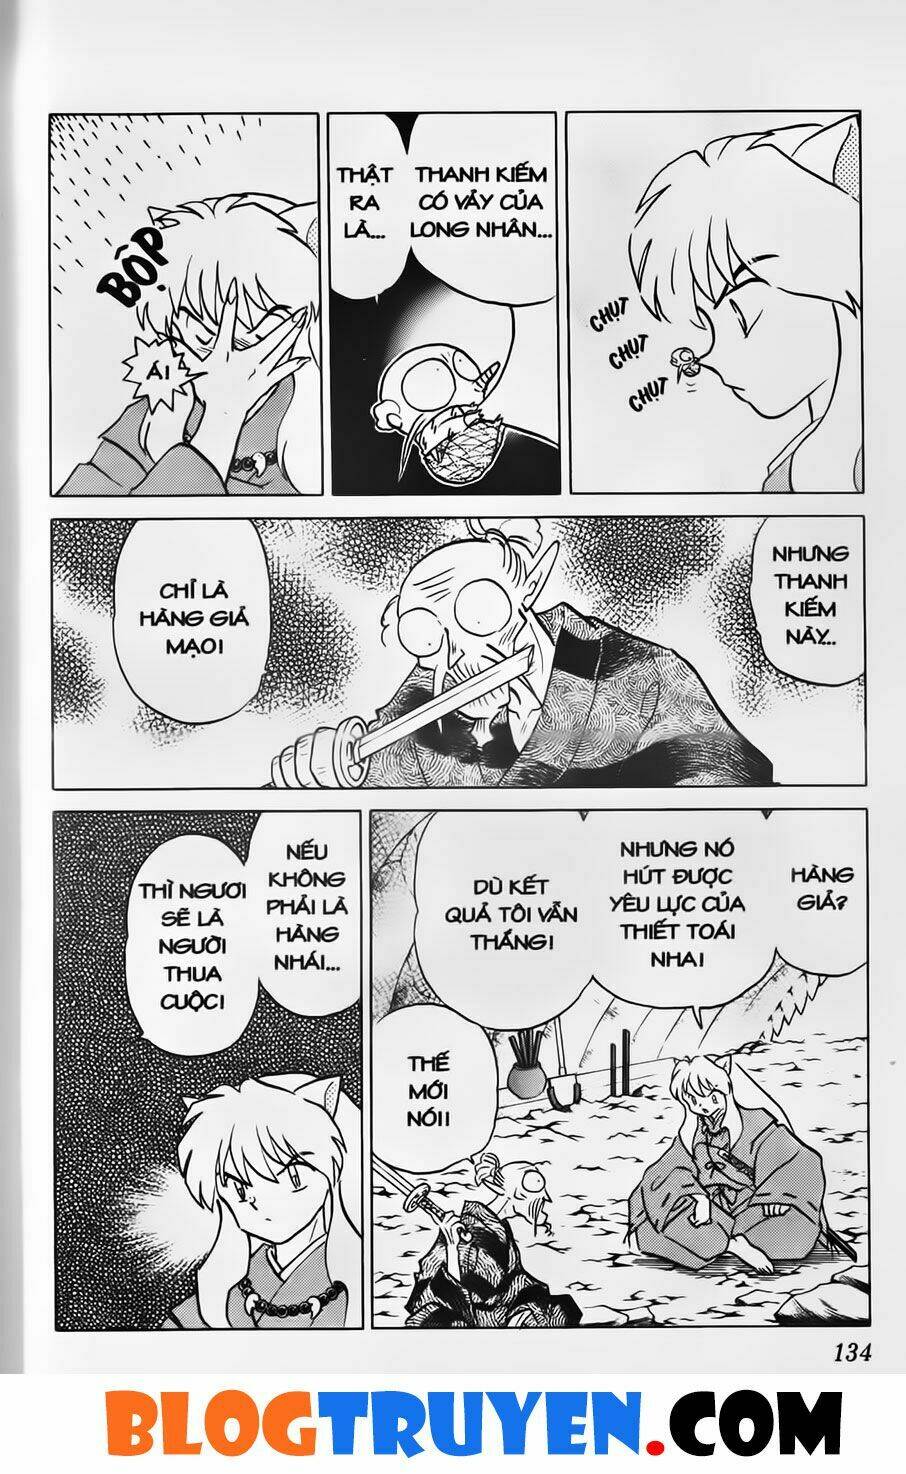 CHỤT
CHỤT
CHỤT
THANH KIẾM
CÓ VẢY CỦA
LONG NHÂN...
THẬT
RA
LÀ...
BỘP
ÁI
NHƯNG
THANH
KIẾM
NÀY...
CHỈ LÀ
HÀNG GIẢ
MẠO!
HÀNG
GIẢ?
NHƯNG NÓ
HÚT ĐƯỢC
YÊU LỰC CỦA
THIẾT TOÁI
NHA!
DÙ KẾT
QUẢ TÔI VẪN
THẮNG!
THẾ
MỚI
NÓI!
NẾU
KHÔNG
PHẢI LÀ
HÀNG
NHÁI...
THÌ NGƯƠI
SẼ LÀ
NGƯỜI
THUA
CUỘC!
134
BLOGTRUYEN.COM